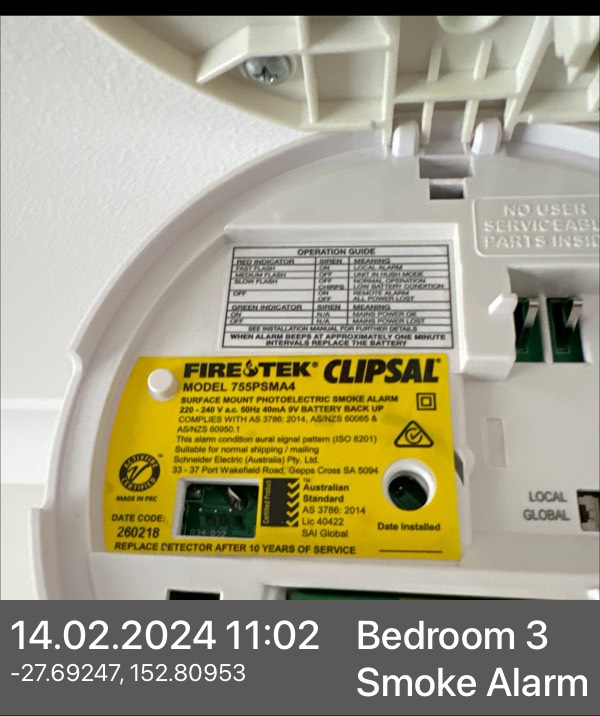 NO USER
SERVICEABL
PARTS INSID
OPERATION GUIDE
RED INDICATOR SIREN MEANING
FAST FLASH ON LOCAL ALARM
MEDIUM FLASH OFF UNIT IN HUSH MODE
SLOW FLASH OFF NORMAL OPERATION
CHIRPS LOW BATTERY CONDITION
OFF ON REMOTE ALARM
OFF ALL POWER LOST
GREEN INDICATOR SIREN MEANING
ON N/A MAINS POWER OK
OFF N/A MAINS POWER LOST
SEE INSTALLATION MANUAL FOR FURTHER DETAILS
WHEN ALARM BEEPS AT APPROXIMATELY ONE MINUTE
INTERVALS REPLACE THE BATTERY
FIRETEK® CLIPSAL®
MODEL 755PSMA4
SURFACE MOUNT PHOTOELECTRIC SMOKE ALARM
220 - 240 V a.c. 50Hz 40mA 9V BATTERY BACK UP
COMPLIES WITH AS 3786: 2014, AS/NZS 60065 &
AS/NZS 60950.1
This alarm condition aural signal pattern (ISO 8201)
Suitable for normal shipping / mailing
Schneider Electric (Australia) Pty. Ltd.
33 - 37 Port Wakefield Road, Gepps Cross SA 5094
MADE IN PRC
Certified Product
™
Australian
Standard
AS 3786: 2014
Lic 40422
SAI Global
DATE CODE:
260218
Date installed
REPLACE DETECTOR AFTER 10 YEARS OF SERVICE
LOCAL
GLOBAL
14.02.2024 11:02
-27.69247, 152.80953
Bedroom 3
Smoke Alarm